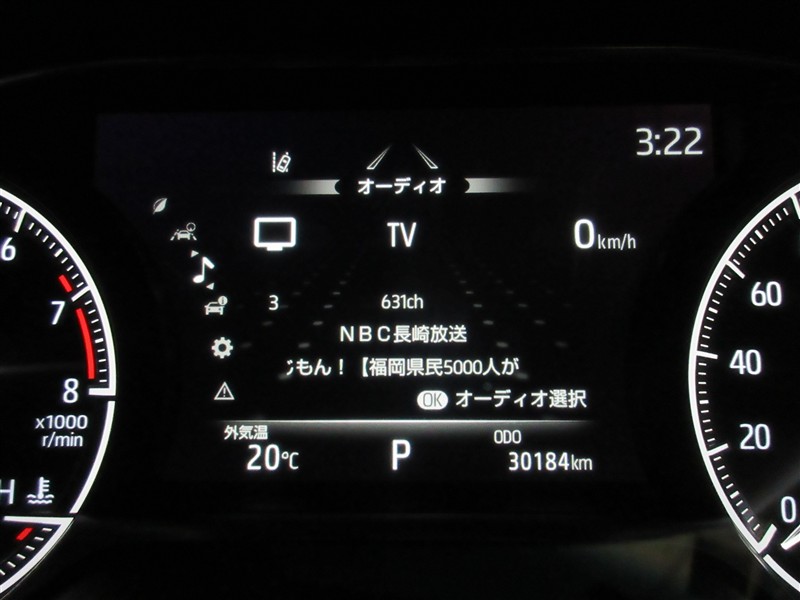 3:22
オーディオ
TV
0km/h
3 631ch
NBC長崎放送
じもん!【福岡県民5000人が
OK オーディオ選択
外気温
20℃
P
ODO
30184km
6
7
8
x1000
r/min
H
60
40
20
0